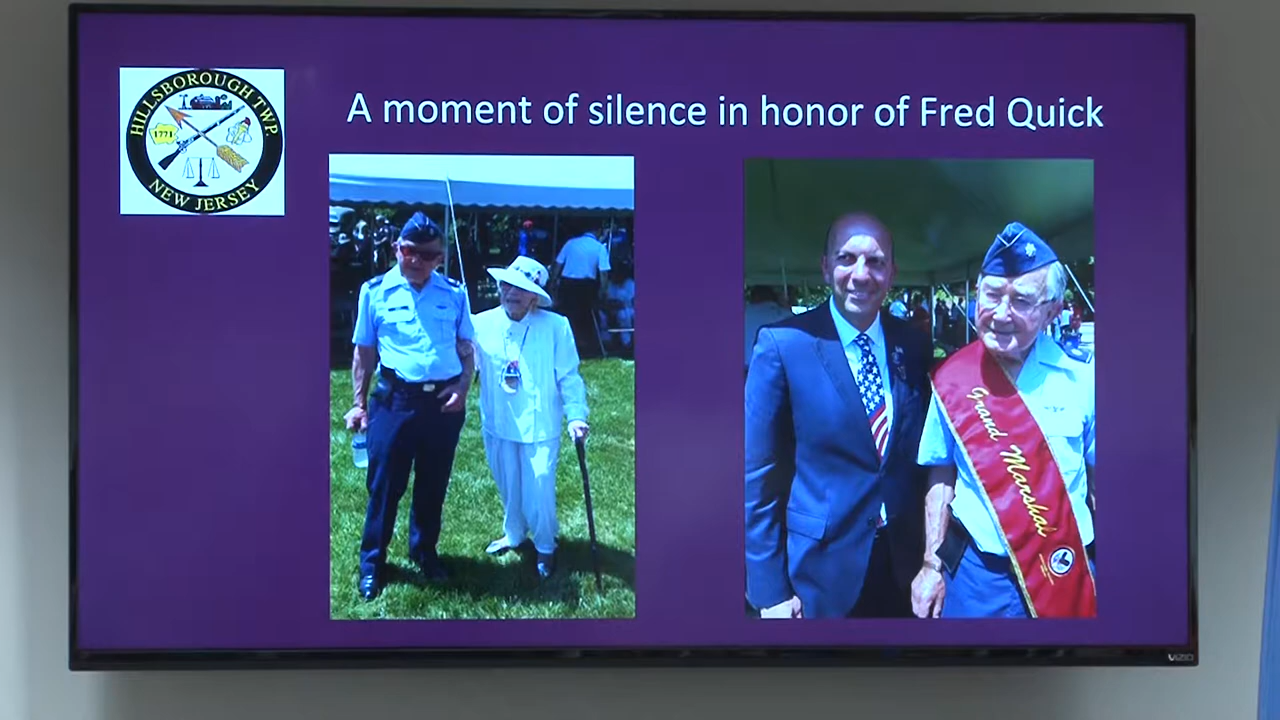 HILLSBOROUGH TWP.
1771
NEW JERSEY
A moment of silence in honor of Fred Quick
Grand Marshal
VIZIO